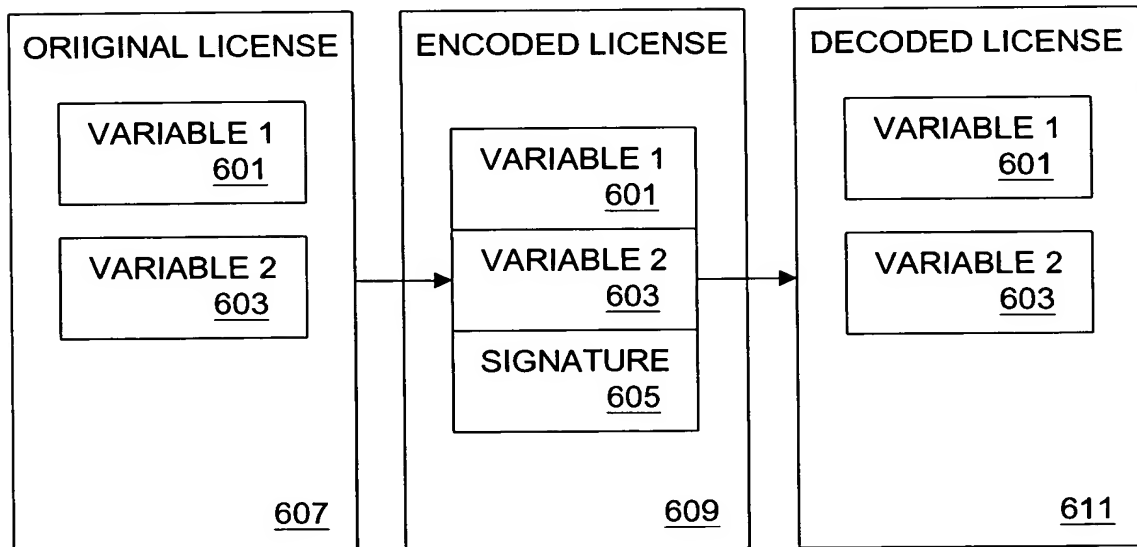 ORIIGINAL LICENSE
VARIABLE 1
601
VARIABLE 2
603
607
ENCODED LICENSE
VARIABLE 1
601
VARIABLE 2
603
SIGNATURE
605
609
DECODED LICENSE
VARIABLE 1
601
VARIABLE 2
603
611